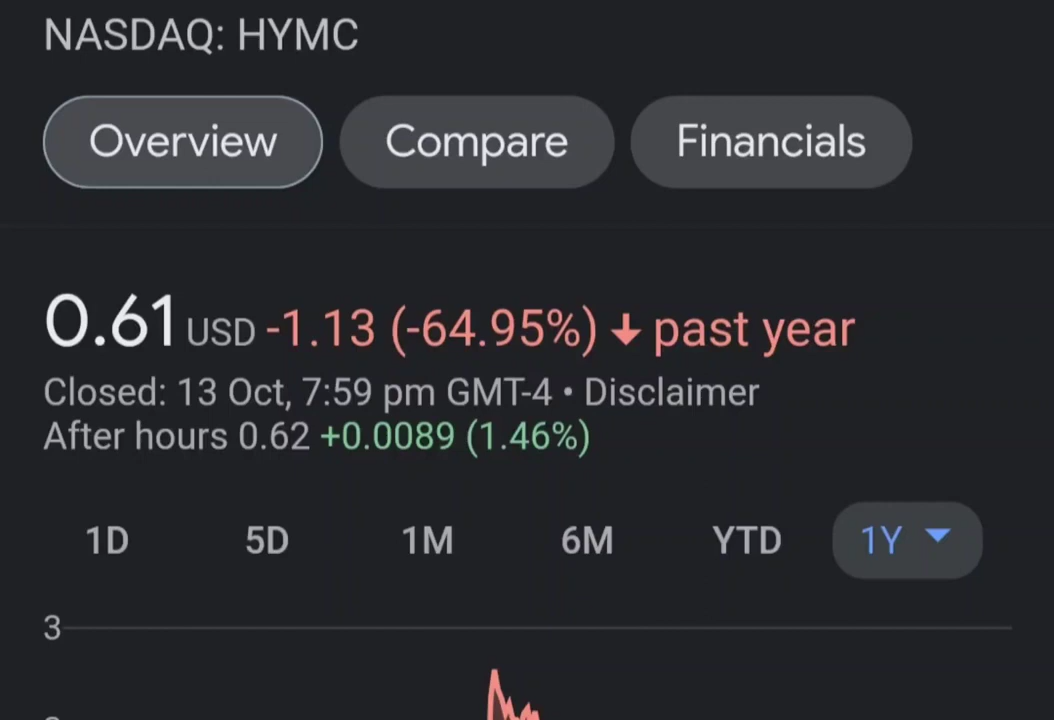 NASDAQ: HYMC
Overview Compare Financials
0.61 USD -1.13 (-64.95%) ↓ past year
Closed: 13 Oct, 7:59 pm GMT-4 • Disclaimer
After hours 0.62 +0.0089 (1.46%)
1D 5D 1M 6M YTD 1Y
3